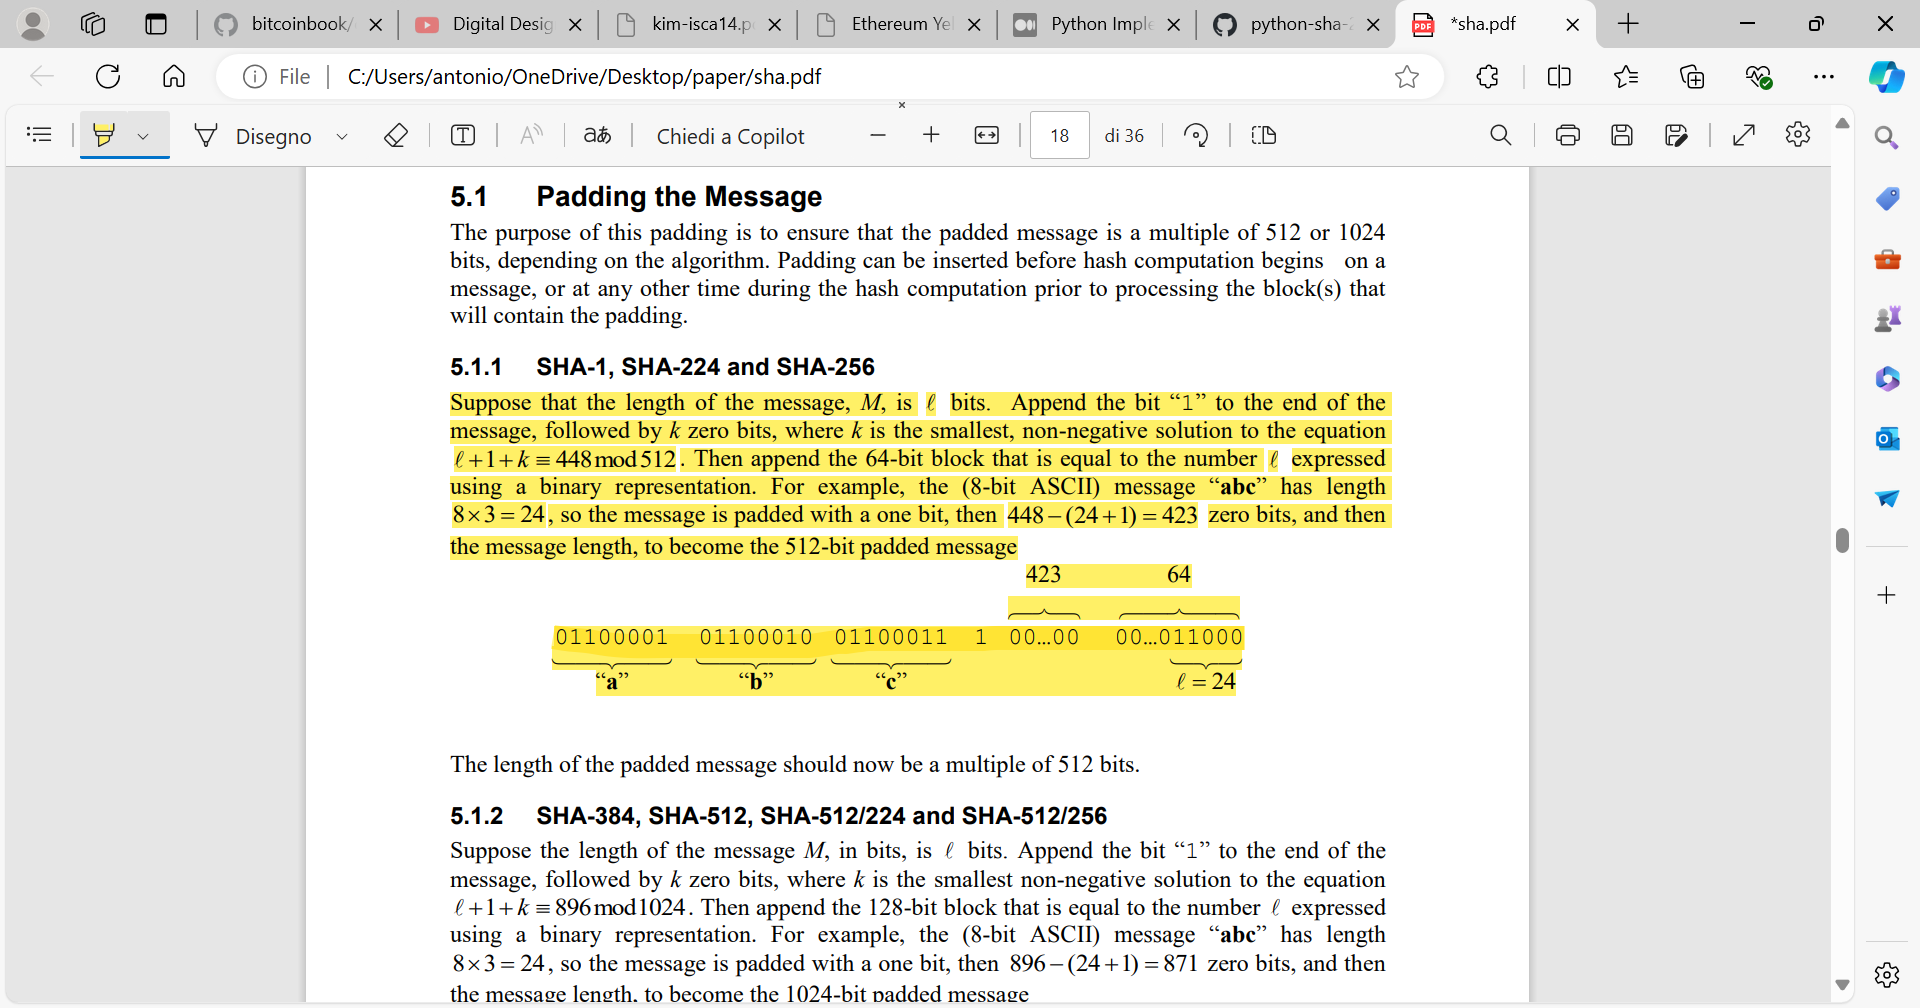 bitcoinbook/
Digital Desig
kim-isca14.p
Ethereum Yel
Python Imple
python-sha-2
*sha.pdf
File
C:/Users/antonio/OneDrive/Desktop/paper/sha.pdf
Disegno
Chiedi a Copilot
18
di 36
5.1 Padding the Message
The purpose of this padding is to ensure that the padded message is a multiple of 512 or 1024
bits, depending on the algorithm. Padding can be inserted before hash computation begins on a
message, or at any other time during the hash computation prior to processing the block(s) that
will contain the padding.
5.1.1 SHA-1, SHA-224 and SHA-256
Suppose that the length of the message, M, is ℓ bits. Append the bit “1” to the end of the
message, followed by k zero bits, where k is the smallest, non-negative solution to the equation
ℓ+1+k ≡ 448 mod 512. Then append the 64-bit block that is equal to the number ℓ expressed
using a binary representation. For example, the (8-bit ASCII) message “abc” has length
8×3 = 24, so the message is padded with a one bit, then 448−(24+1) = 423 zero bits, and then
the message length, to become the 512-bit padded message
423 64
01100001 01100010 01100011 1 00…00 00…011000
“a” “b” “c” ℓ = 24
The length of the padded message should now be a multiple of 512 bits.
5.1.2 SHA-384, SHA-512, SHA-512/224 and SHA-512/256
Suppose the length of the message M, in bits, is ℓ bits. Append the bit “1” to the end of the
message, followed by k zero bits, where k is the smallest non-negative solution to the equation
ℓ+1+k ≡ 896 mod 1024. Then append the 128-bit block that is equal to the number ℓ expressed
using a binary representation. For example, the (8-bit ASCII) message “abc” has length
8×3 = 24, so the message is padded with a one bit, then 896−(24+1) = 871 zero bits, and then
the message length, to become the 1024-bit padded message